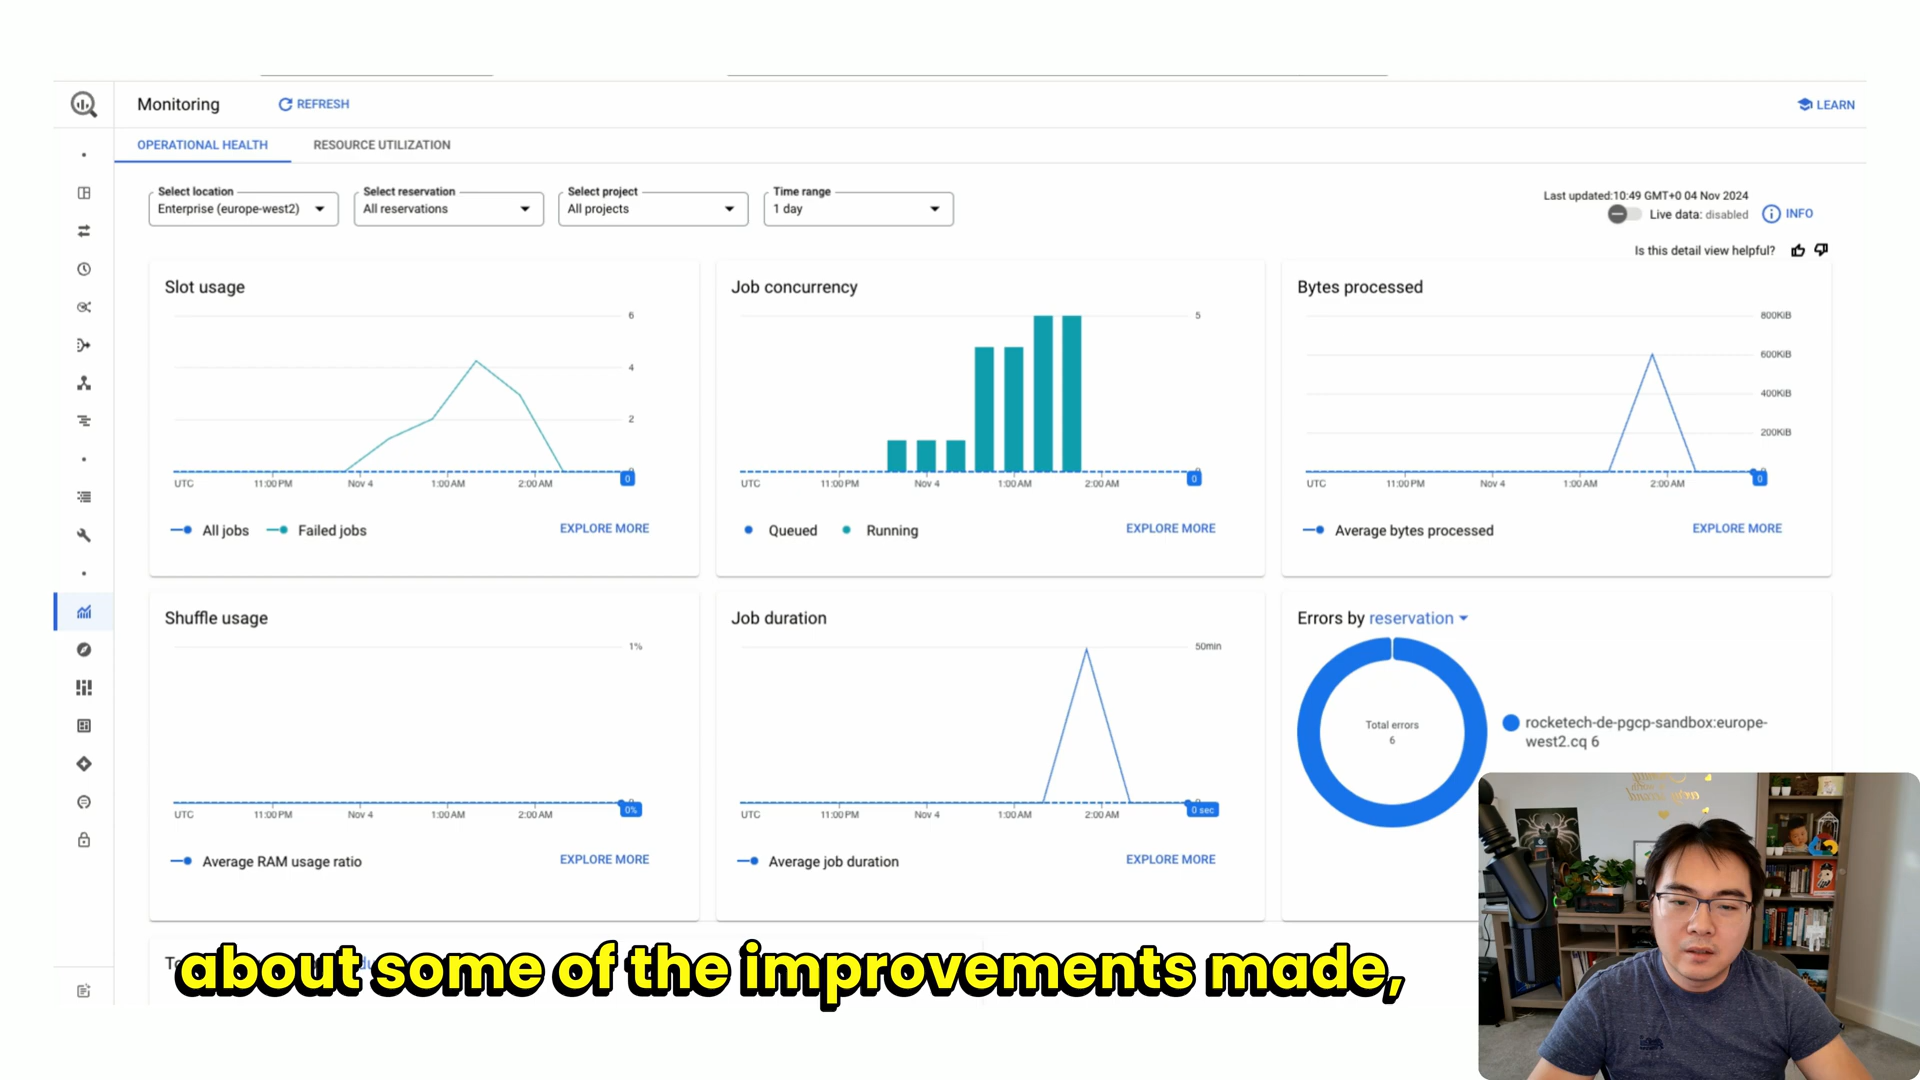 Monitoring
REFRESH
LEARN
OPERATIONAL HEALTH
RESOURCE UTILIZATION
Select location
Enterprise (europe-west2)
Select reservation
All reservations
Select project
All projects
Time range
1 day
Last updated:10:49 GMT+0 04 Nov 2024
Live data: disabled
INFO
Is this detail view helpful?
Slot usage
6
4
2
0
UTC 11:00 PM Nov 4 1:00 AM 2:00 AM
All jobs Failed jobs
EXPLORE MORE
Job concurrency
5
0
UTC 11:00 PM Nov 4 1:00 AM 2:00 AM
Queued Running
EXPLORE MORE
Bytes processed
800KiB
600KiB
400KiB
200KiB
0
UTC 11:00 PM Nov 4 1:00 AM 2:00 AM
Average bytes processed
EXPLORE MORE
Shuffle usage
1%
0%
UTC 11:00 PM Nov 4 1:00 AM 2:00 AM
Average RAM usage ratio
EXPLORE MORE
Job duration
50min
0 sec
UTC 11:00 PM Nov 4 1:00 AM 2:00 AM
Average job duration
EXPLORE MORE
Errors by reservation
Total errors
6
rocketech-de-pgcp-sandbox:europe-
west2.cq 6
about some of the improvements made,